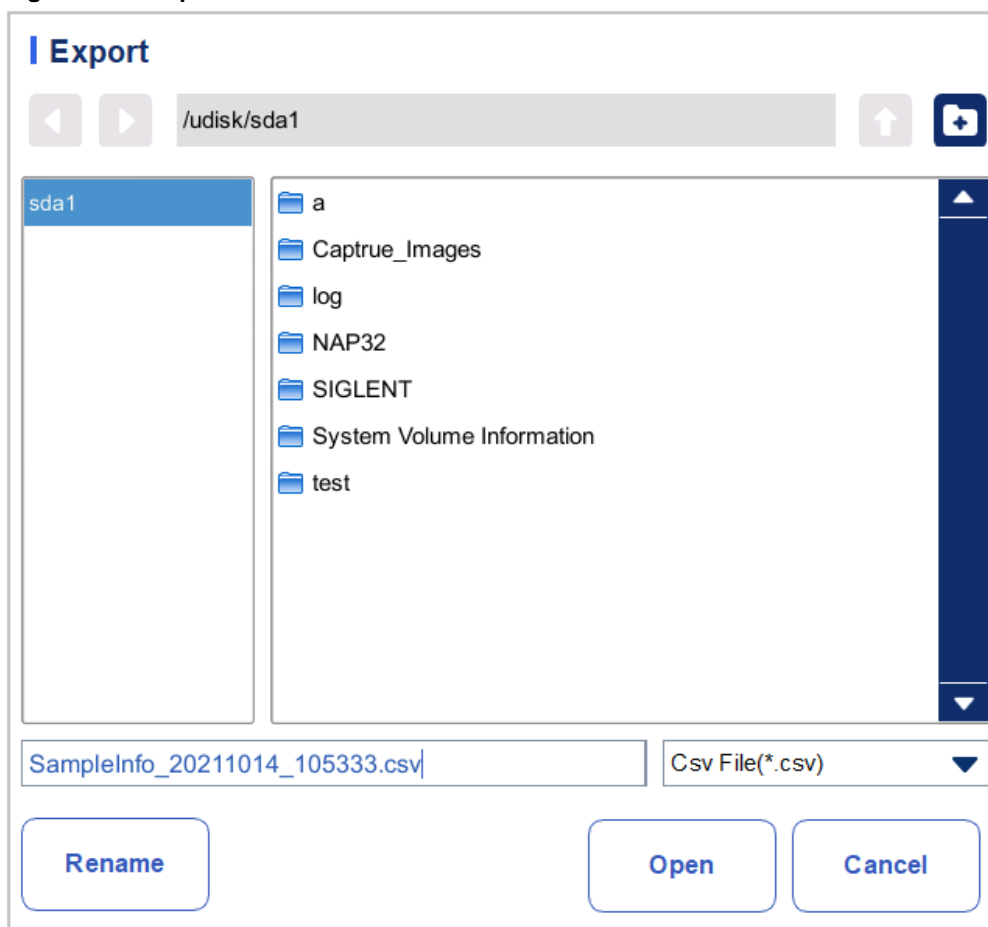 Export
/udisk/sda1
sda1
a
Captrue_Images
log
NAP32
SIGLENT
System Volume Information
test
SampleInfo_20211014_105333.csv
Csv File(*.csv)
Rename
Open
Cancel